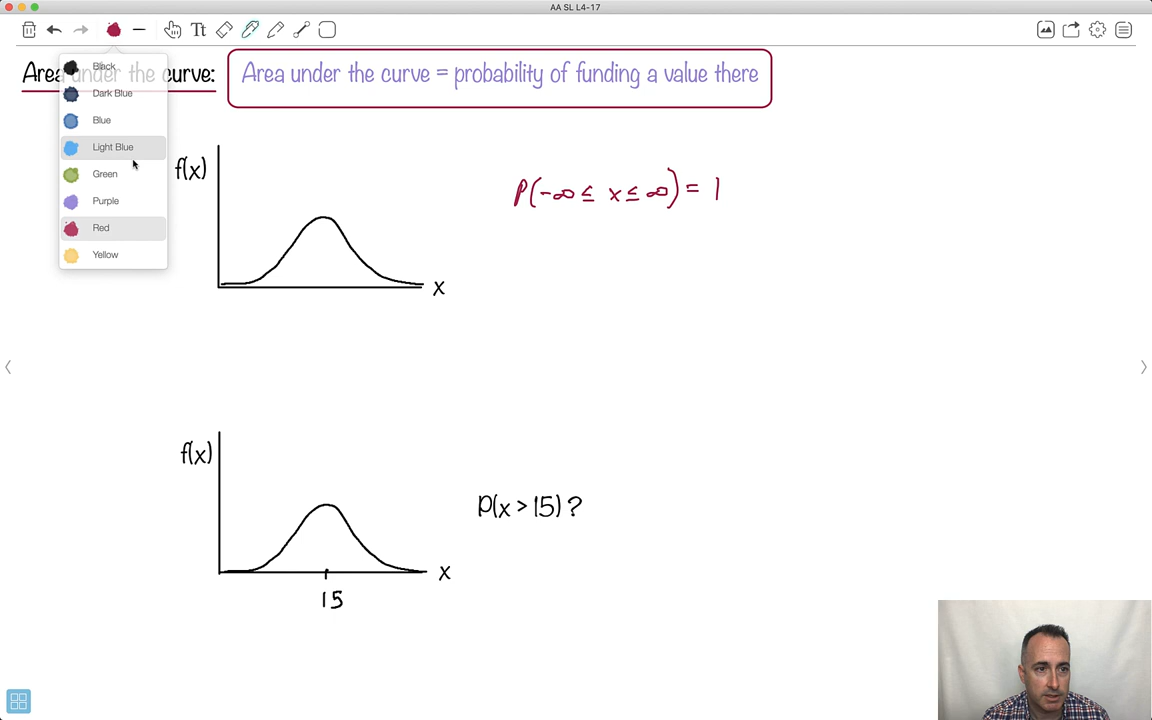 AA SL L4-17
Tt
Area under the curve:
Area under the curve = probability of funding a value there
Black
Dark Blue
Blue
Light Blue
Green
Purple
Red
Yellow
f(x)
P(-∞ ≤ x ≤ ∞) = 1
x
f(x)
P(x > 15) ?
x
15